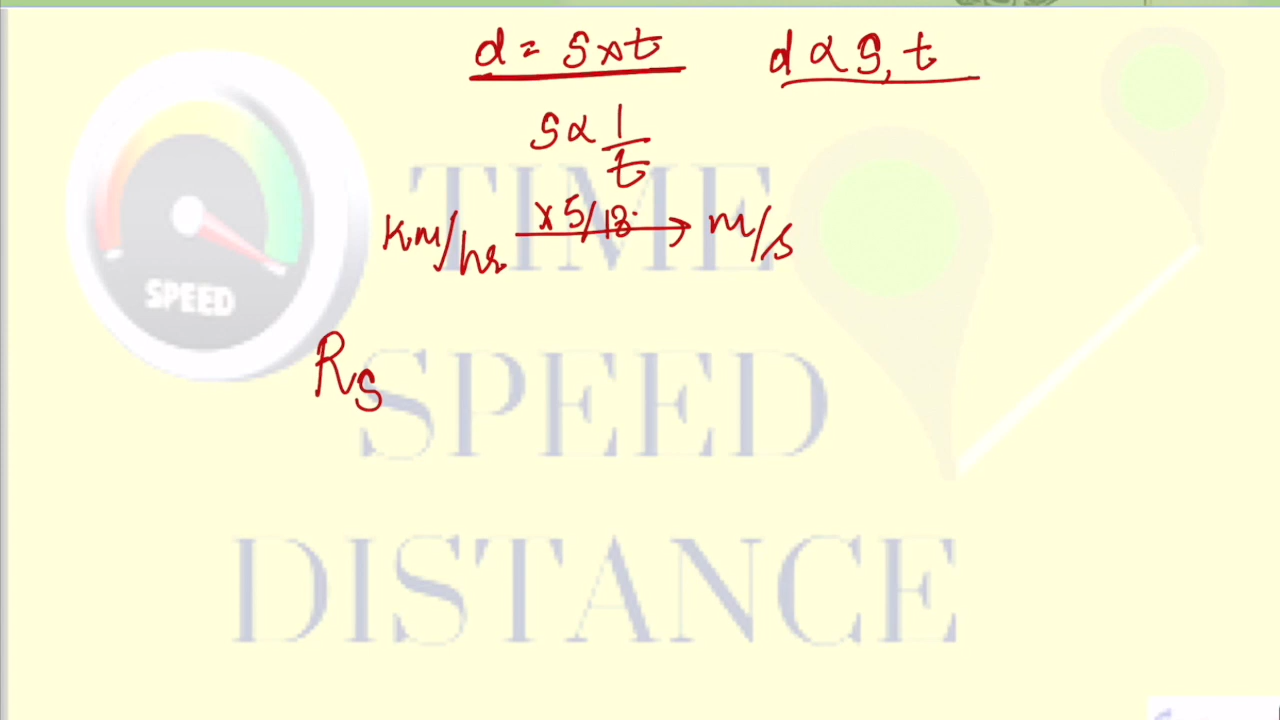 d = S x t d ∝ S, t
S ∝ 1/t
Km/hr x 5/18 → m/s
SPEED
Rs
TIME
SPEED
DISTANCE